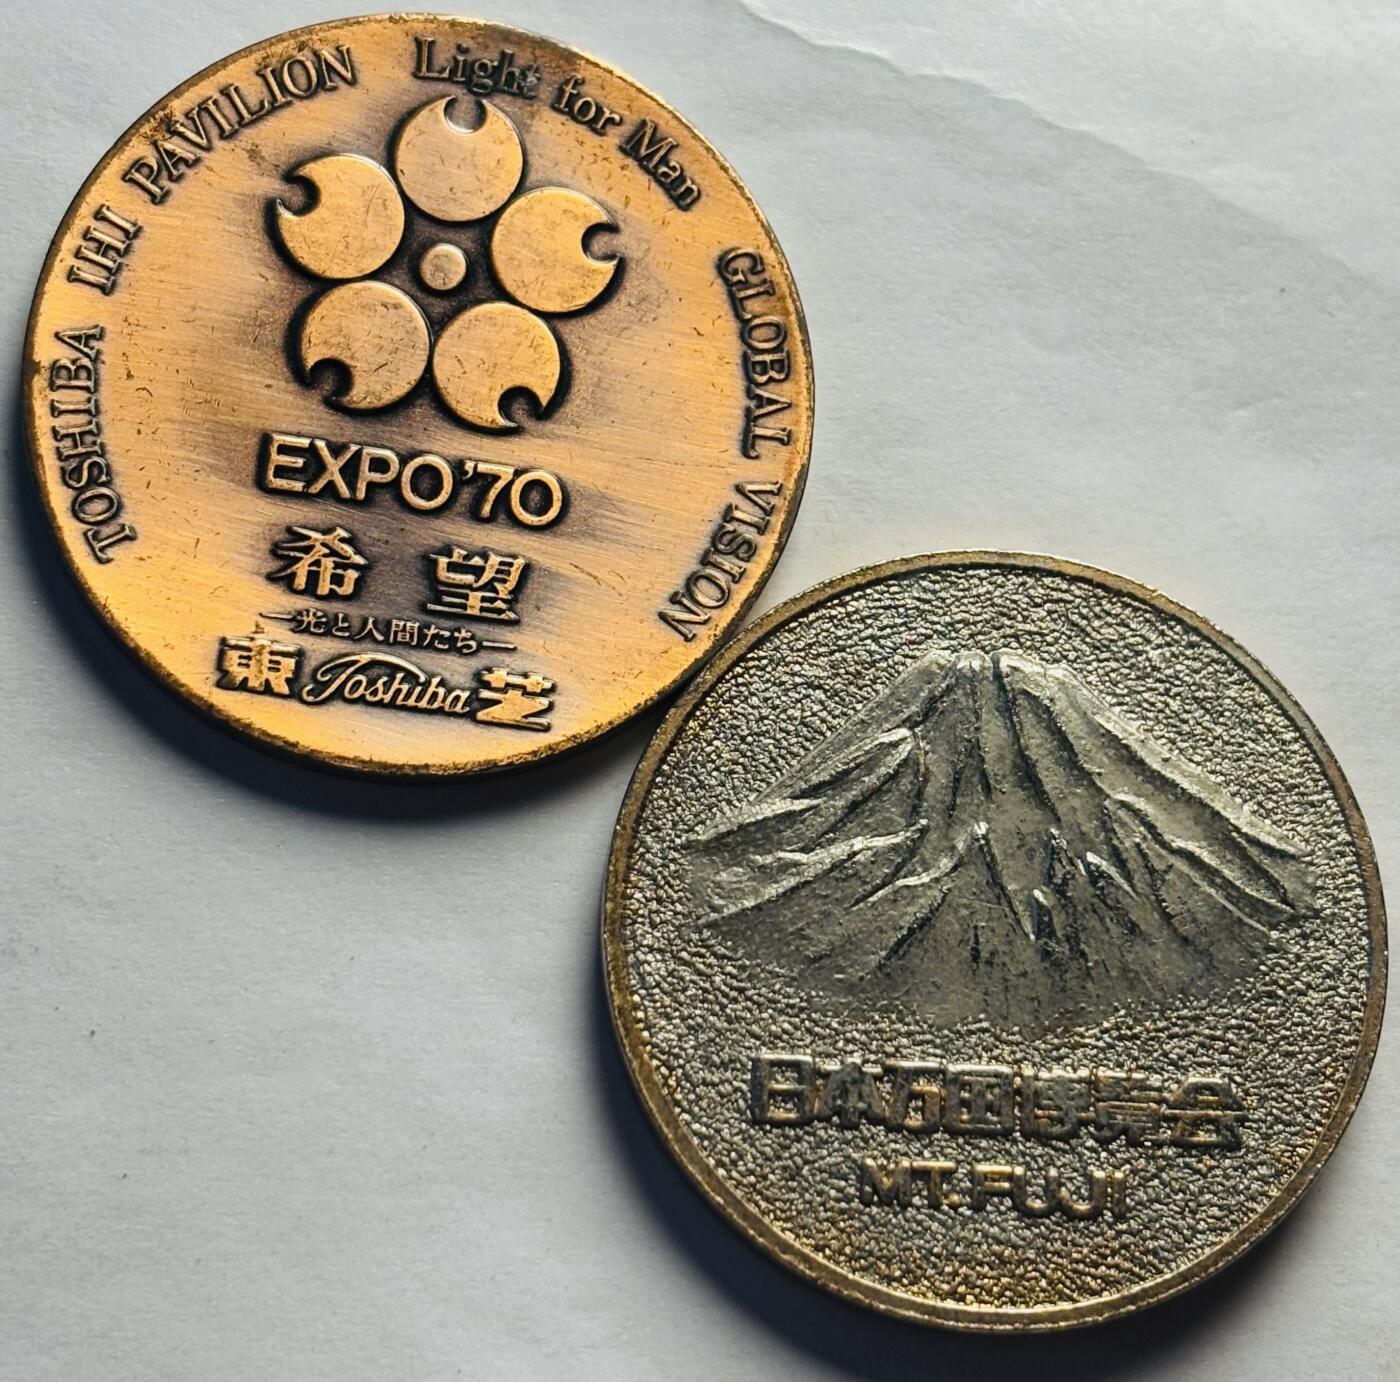 TOSHIBA IHI PAVILION
Light for Man
GLOBAL VISION
EXPO'70
希望
―光と人間たち―
東 Toshiba 芝
日本万国博覧会
MT.FUJI